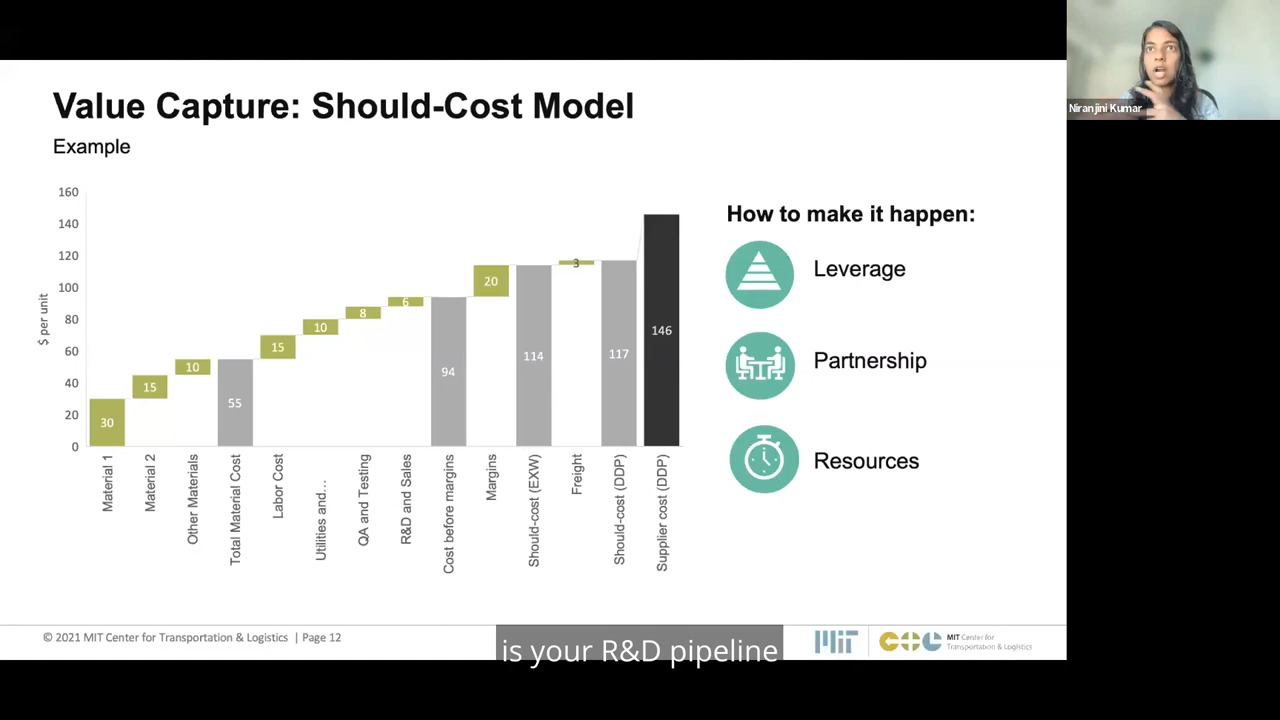 Niranjini Kumar
Value Capture: Should-Cost Model
Example
160
140
120
100
80
60
40
20
0
$ per unit
30
15
10
55
15
10
8
6
94
20
114
3
117
146
Material 1
Material 2
Other Materials
Total Material Cost
Labor Cost
Utilities and...
QA and Testing
R&D and Sales
Cost before margins
Margins
Should-cost (EXW)
Freight
Should-cost (DDP)
Supplier cost (DDP)
How to make it happen:
Leverage
Partnership
Resources
© 2021 MIT Center for Transportation & Logistics | Page 12
is your R&D pipeline
MIT
CTL
MIT Center for
Transportation & Logistics